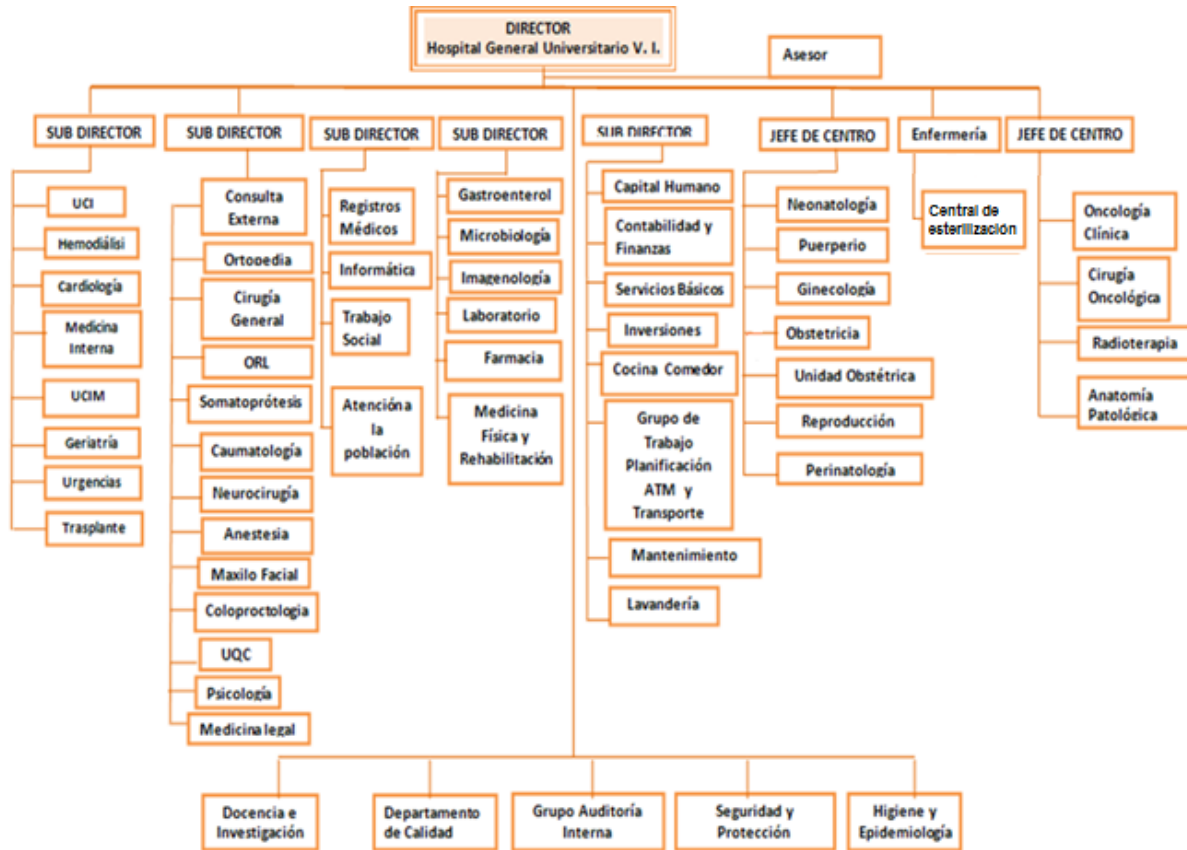 DIRECTOR
Hospital General Universitario V. I.
Asesor
SUB DIRECTOR
UCI
Hemodiálisi
Cardiología
Medicina
Interna
UCIM
Geriatría
Urgencias
Trasplante
SUB DIRECTOR
Consulta
Externa
Ortopedia
Cirugía
General
ORL
Somatoprótesis
Caumatología
Neurocirugía
Anestesia
Maxilo Facial
Coloproctologia
UQC
Psicología
Medicina legal
SUB DIRECTOR
Registros
Médicos
Informática
Trabajo
Social
Atención a
la
población
SUB DIRECTOR
Gastroenterol
Microbiología
Imagenología
Laboratorio
Farmacia
Medicina
Física y
Rehabilitación
SUB DIRECTOR
Capital Humano
Contabilidad y
Finanzas
Servicios Básicos
Inversiones
Cocina Comedor
Grupo de
Trabajo
Planificación
ATM y
Transporte
Mantenimiento
Lavandería
JEFE DE CENTRO
Neonatología
Puerperio
Ginecología
Obstetricia
Unidad Obstétrica
Reproducción
Perinatología
Enfermería
Central de
esterilización
JEFE DE CENTRO
Oncología
Clínica
Cirugía
Oncológica
Radioterapia
Anatomía
Patológica
Docencia e
Investigación
Departamento
de Calidad
Grupo Auditoría
Interna
Seguridad y
Protección
Higiene y
Epidemiología